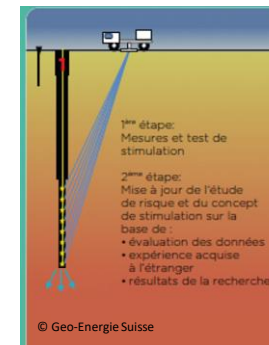 1ère étape:
Mesures et test de
stimulation
2ème étape:
Mise à jour de l'étude
de risque et du concept
de stimulation sur la
base de :
• évaluation des données
• expérience acquise
à l'étranger
• résultats de la recherche
© Geo-Energie Suisse